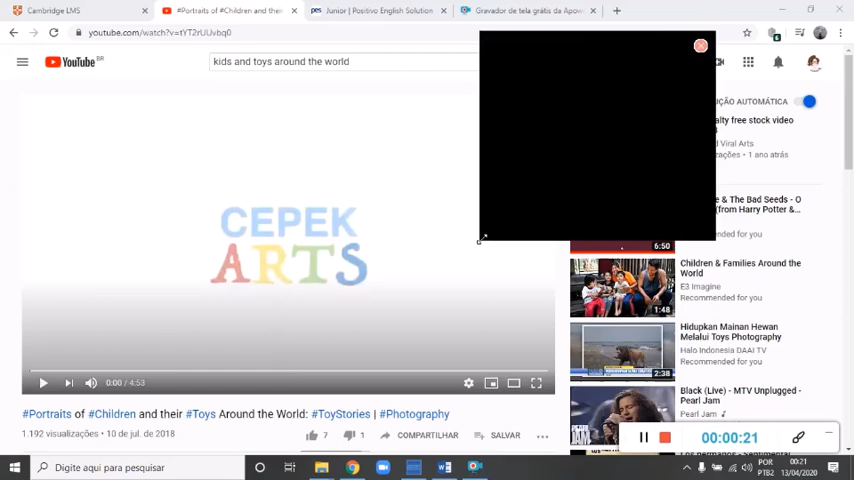 Cambridge LMS
#Portraits of #Children and their
Junior | Positivo English Solution
Gravador de tela grátis da Apowe
youtube.com/watch?v=tYT2rUUvbq0
YouTube BR
kids and toys around the world
UÇÃO AUTOMÁTICA
alty free stock video
d Viral Arts
zações • 1 ano atrás
e & The Bad Seeds - O
(from Harry Potter &...
ended for you
6:50
CEPEK
ARTS
Children & Families Around the
World
E3 Imagine
Recommended for you
1:48
Hidupkan Mainan Hewan
Melalui Toys Photography
Halo Indonesia DAAI TV
Recommended for you
2:38
0:00 / 4:53
Black (Live) - MTV Unplugged -
Pearl Jam
Pearl Jam
#Portraits of #Children and their #Toys Around the World: #ToyStories | #Photography
1.192 visualizações • 10 de jul. de 2018
7
1
COMPARTILHAR
SALVAR
00:00:21
Digite aqui para pesquisar
POR
PTB2
00:21
13/04/2020